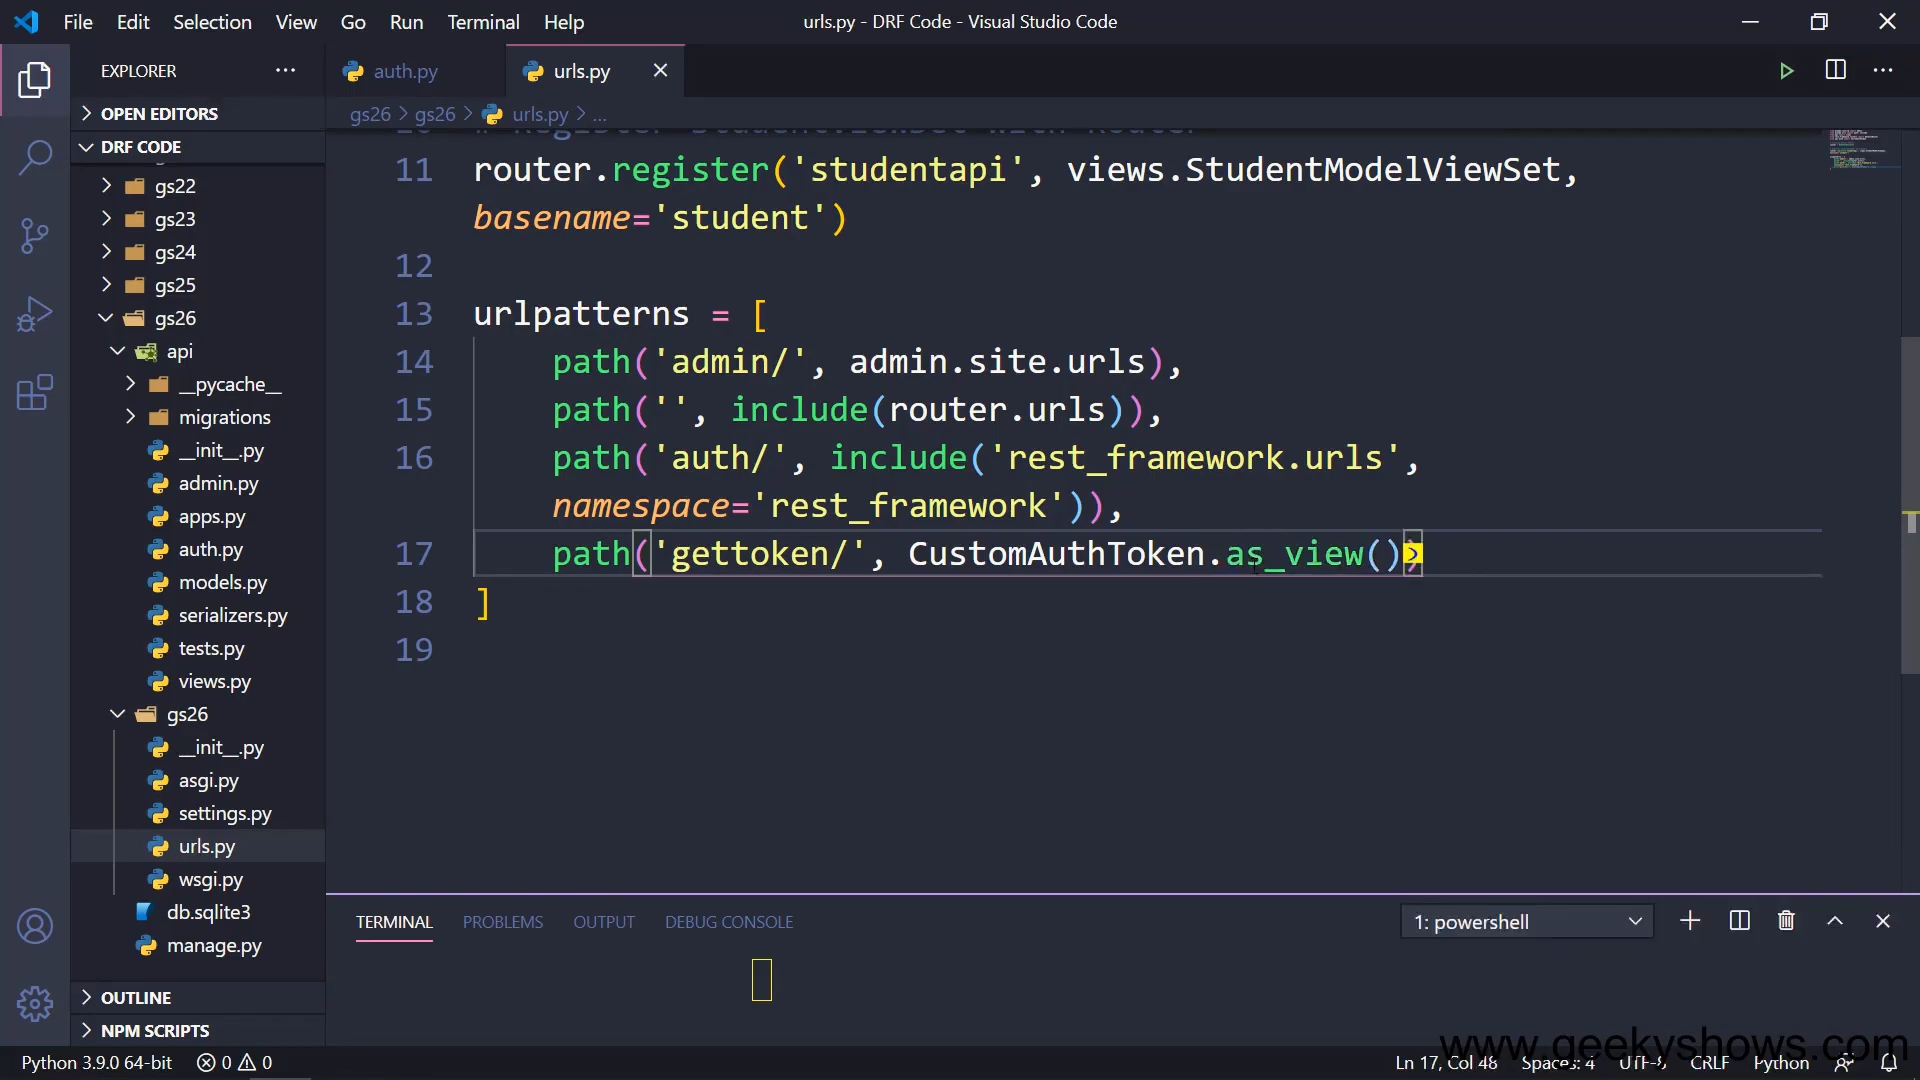 File Edit Selection View Go Run Terminal Help
urls.py - DRF Code - Visual Studio Code
EXPLORER
auth.py
urls.py
OPEN EDITORS
gs26 > gs26 > urls.py > ...
DRF CODE
gs22
gs23
gs24
gs25
gs26
api
__pycache__
migrations
__init__.py
admin.py
apps.py
auth.py
models.py
serializers.py
tests.py
views.py
gs26
__init__.py
asgi.py
settings.py
urls.py
wsgi.py
db.sqlite3
manage.py
OUTLINE
NPM SCRIPTS
11 router.register('studentapi', views.StudentModelViewSet,
basename='student')
12
13 urlpatterns = [
14 path('admin/', admin.site.urls),
15 path('', include(router.urls)),
16 path('auth/', include('rest_framework.urls',
namespace='rest_framework')),
17 path('gettoken/', CustomAuthToken.as_view())
18 ]
19
TERMINAL PROBLEMS OUTPUT DEBUG CONSOLE
1: powershell
www.geekyshows.com
Python 3.9.0 64-bit 0 0
Ln 17, Col 48 Spaces: 4 UTF-8 CRLF Python